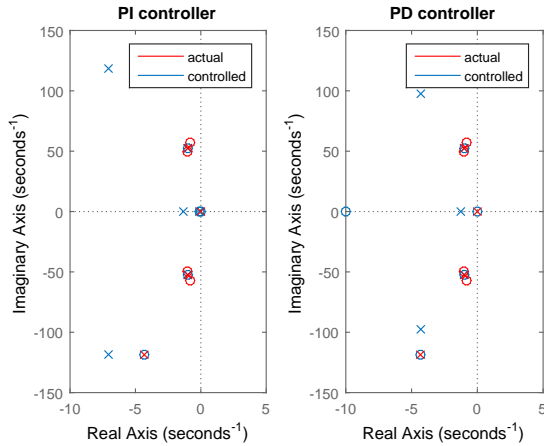 PI controller
actual
controlled
150
100
50
0
-50
-100
-150
-10
-5
0
5
Imaginary Axis (seconds-1)
Real Axis (seconds-1)
PD controller
actual
controlled
150
100
50
0
-50
-100
-150
-10
-5
0
5
Imaginary Axis (seconds-1)
Real Axis (seconds-1)